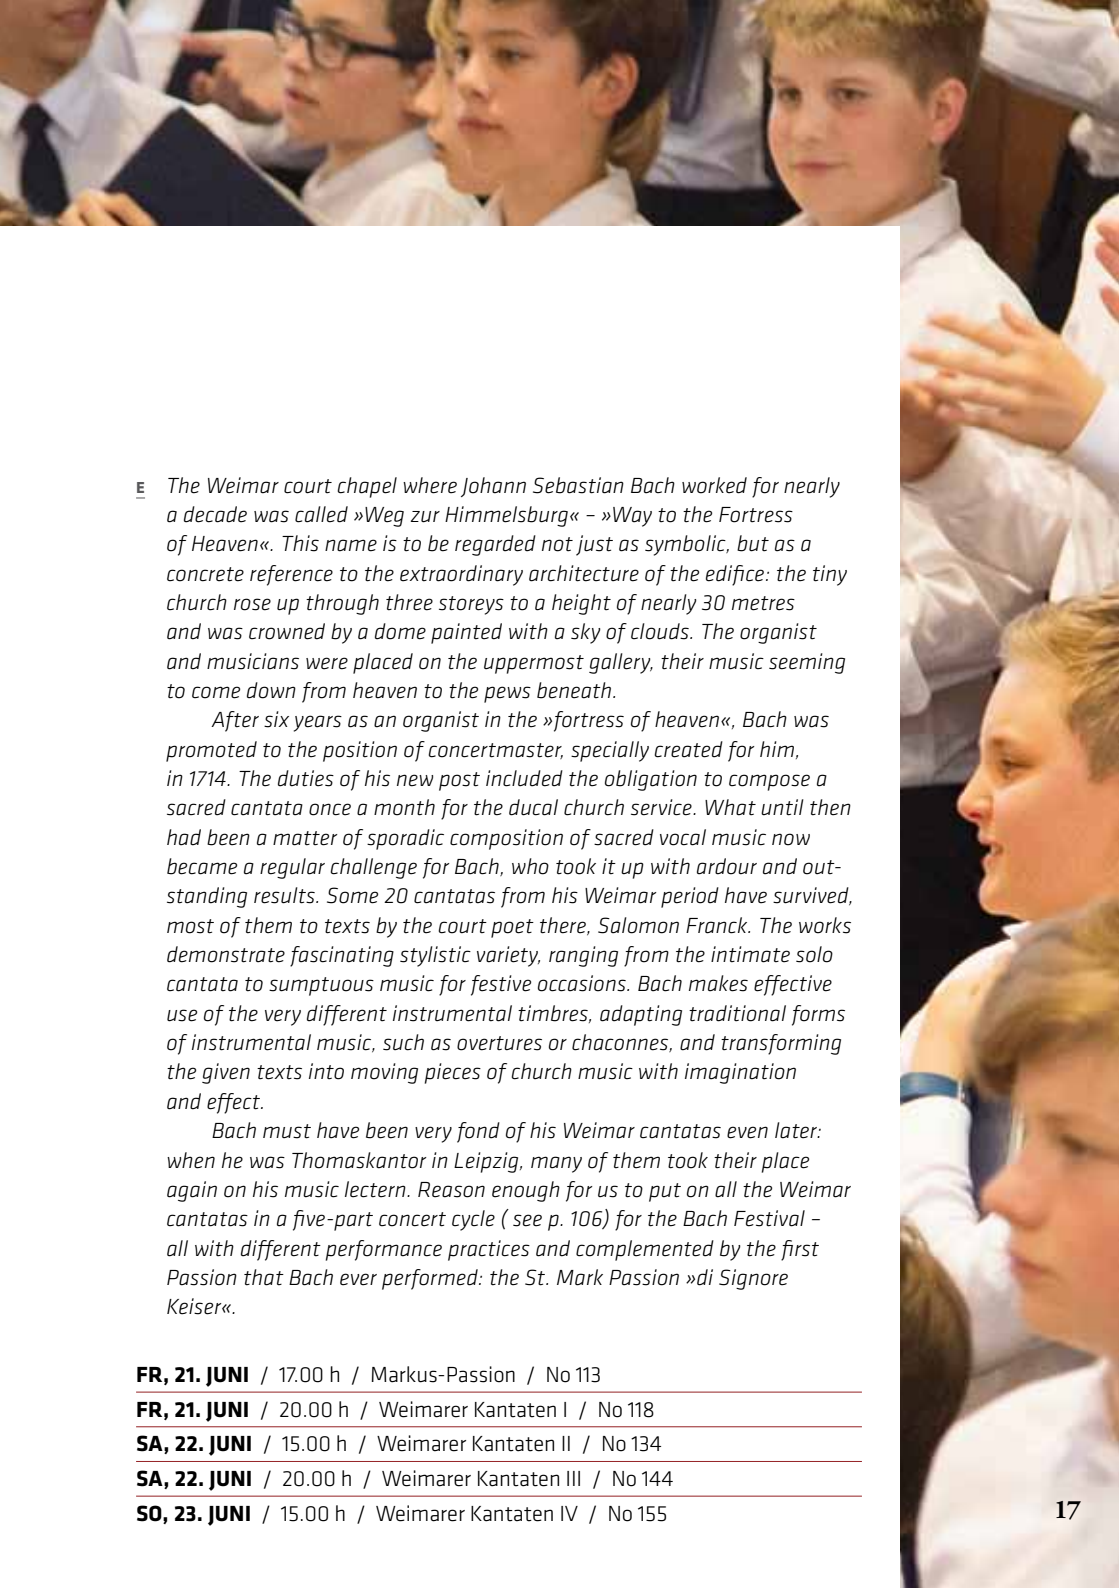 E The Weimar court chapel where Johann Sebastian Bach worked for nearly
a decade was called »Weg zur Himmelsburg« – »Way to the Fortress
of Heaven«. This name is to be regarded not just as symbolic, but as a
concrete reference to the extraordinary architecture of the edifice: the tiny
church rose up through three storeys to a height of nearly 30 metres
and was crowned by a dome painted with a sky of clouds. The organist
and musicians were placed on the uppermost gallery, their music seeming
to come down from heaven to the pews beneath.
After six years as an organist in the »fortress of heaven«, Bach was
promoted to the position of concertmaster, specially created for him,
in 1714. The duties of his new post included the obligation to compose a
sacred cantata once a month for the ducal church service. What until then
had been a matter of sporadic composition of sacred vocal music now
became a regular challenge for Bach, who took it up with ardour and out-
standing results. Some 20 cantatas from his Weimar period have survived,
most of them to texts by the court poet there, Salomon Franck. The works
demonstrate fascinating stylistic variety, ranging from the intimate solo
cantata to sumptuous music for festive occasions. Bach makes effective
use of the very different instrumental timbres, adapting traditional forms
of instrumental music, such as overtures or chaconnes, and transforming
the given texts into moving pieces of church music with imagination
and effect.
Bach must have been very fond of his Weimar cantatas even later:
when he was Thomaskantor in Leipzig, many of them took their place
again on his music lectern. Reason enough for us to put on all the Weimar
cantatas in a five-part concert cycle ( see p. 106) for the Bach Festival –
all with different performance practices and complemented by the first
Passion that Bach ever performed: the St. Mark Passion »di Signore
Keiser«.
FR, 21. JUNI / 17.00 h / Markus-Passion / No 113
FR, 21. JUNI / 20.00 h / Weimarer Kantaten I / No 118
SA, 22. JUNI / 15.00 h / Weimarer Kantaten II / No 134
SA, 22. JUNI / 20.00 h / Weimarer Kantaten III / No 144
SO, 23. JUNI / 15.00 h / Weimarer Kantaten IV / No 155
17